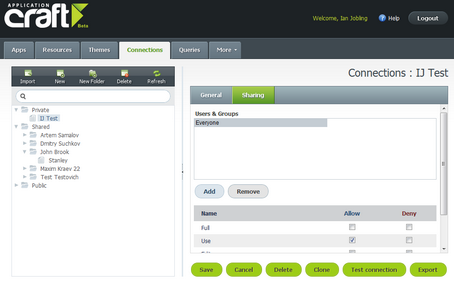 APPLICATION
craft
Beta
Welcome, Ian Jobling
Help
Logout
Apps
Resources
Themes
Connections
Queries
More
Import
New
New Folder
Delete
Refresh
Private
IJ Test
Shared
Artem Samalov
Dmitry Suchkov
John Brook
Stanley
Maxim Kraev 22
Test Testovich
Public
Connections : IJ Test
General
Sharing
Users & Groups
Everyone
Add
Remove
Name Allow Deny
Full
Use
Save
Cancel
Delete
Clone
Test connection
Export